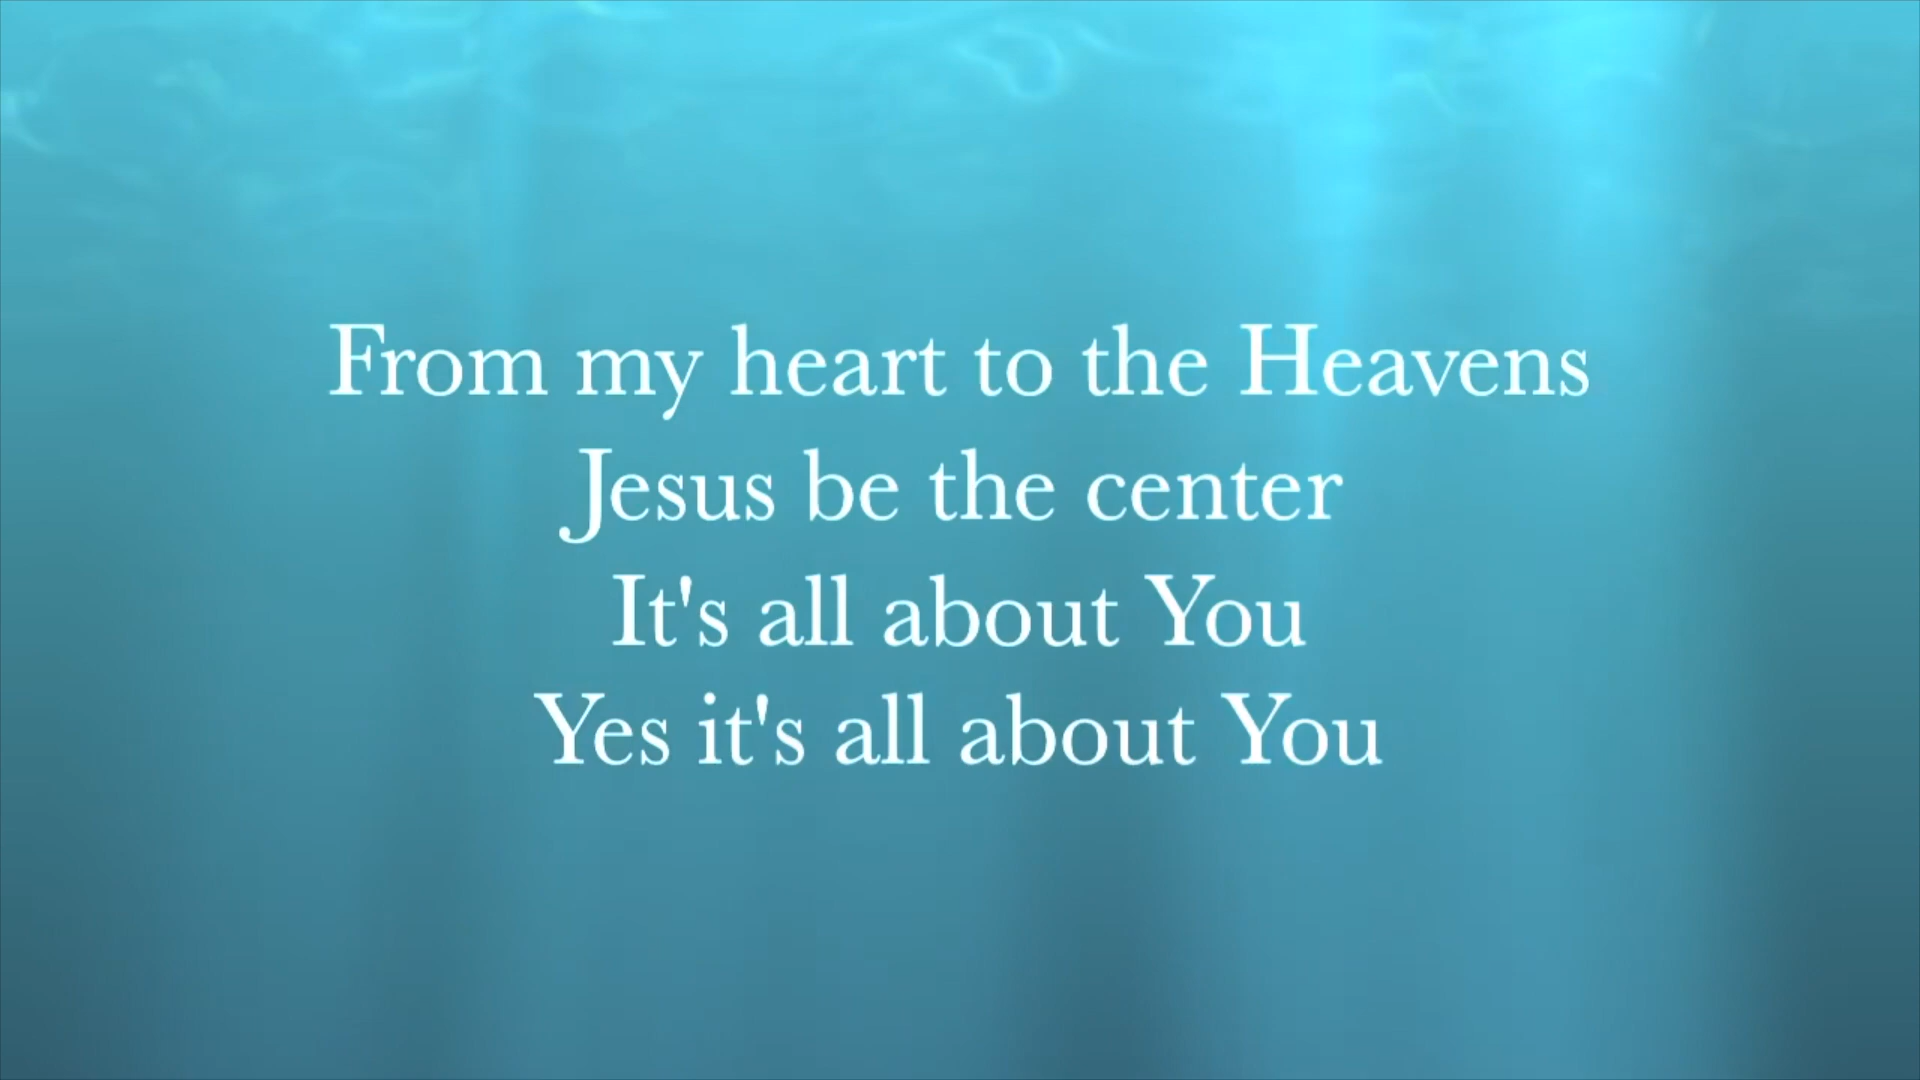 From my heart to the Heavens
Jesus be the center
It's all about You
Yes it's all about You